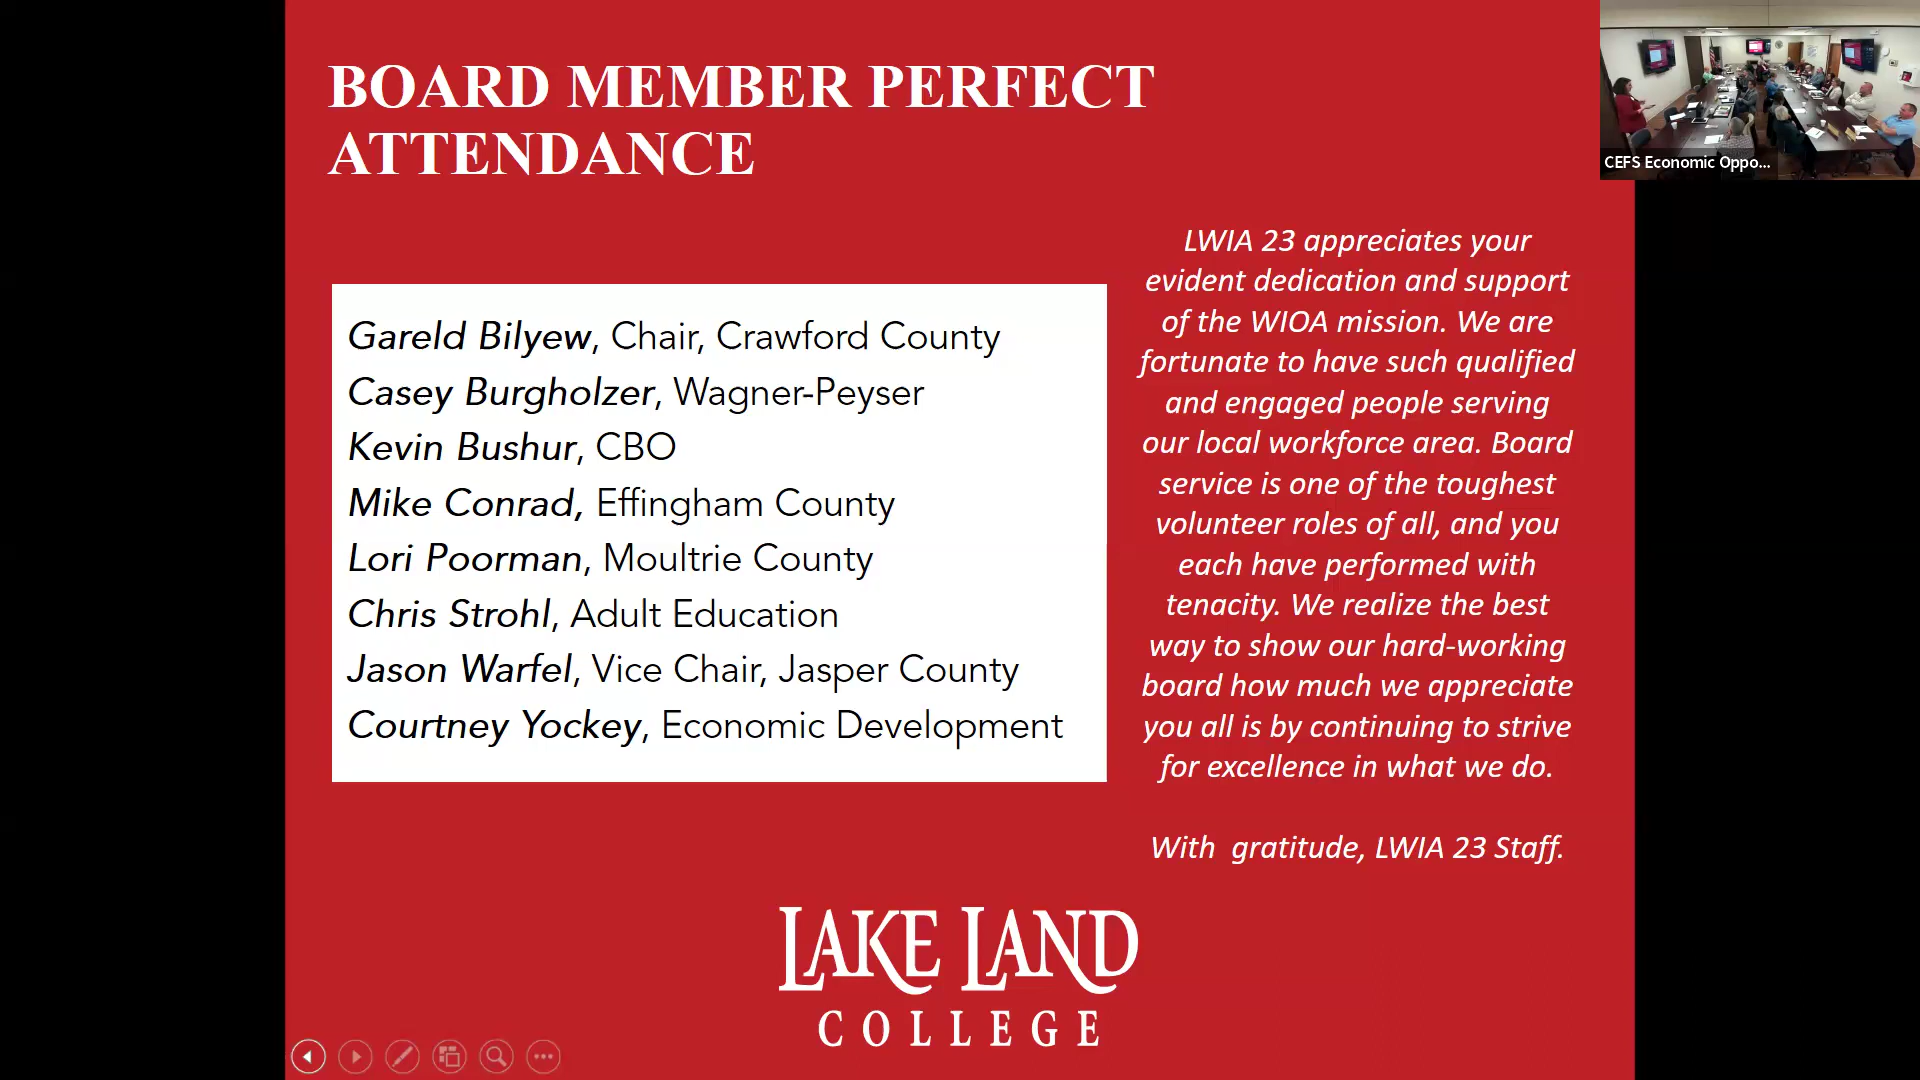 BOARD MEMBER PERFECT
ATTENDANCE
CEFS Economic Oppo...
Gareld Bilyew, Chair, Crawford County
Casey Burgholzer, Wagner-Peyser
Kevin Bushur, CBO
Mike Conrad, Effingham County
Lori Poorman, Moultrie County
Chris Strohl, Adult Education
Jason Warfel, Vice Chair, Jasper County
Courtney Yockey, Economic Development
LWIA 23 appreciates your
evident dedication and support
of the WIOA mission. We are
fortunate to have such qualified
and engaged people serving
our local workforce area. Board
service is one of the toughest
volunteer roles of all, and you
each have performed with
tenacity. We realize the best
way to show our hard-working
board how much we appreciate
you all is by continuing to strive
for excellence in what we do.
With  gratitude, LWIA 23 Staff.
LAKE LAND
COLLEGE